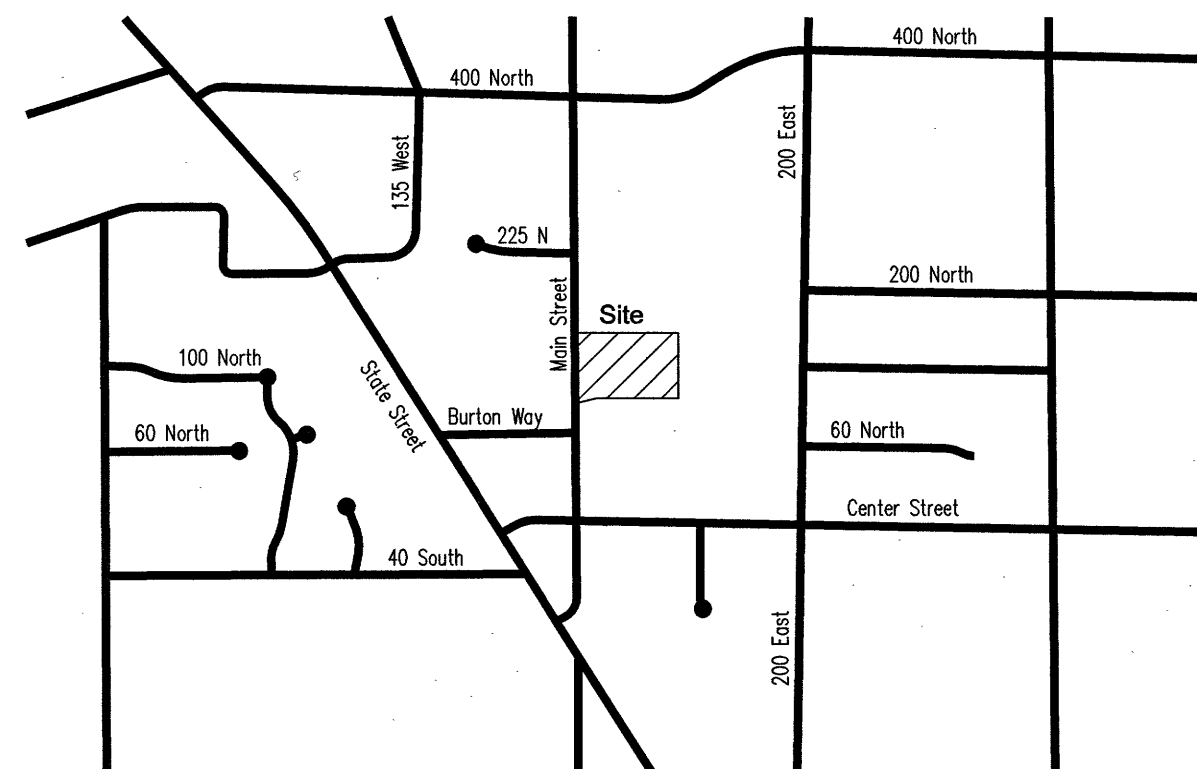 400 North
400 North
200 East
135 West
225 N
200 North
Main Street
Site
100 North
State Street
Burton Way
60 North
60 North
Center Street
40 South
200 East